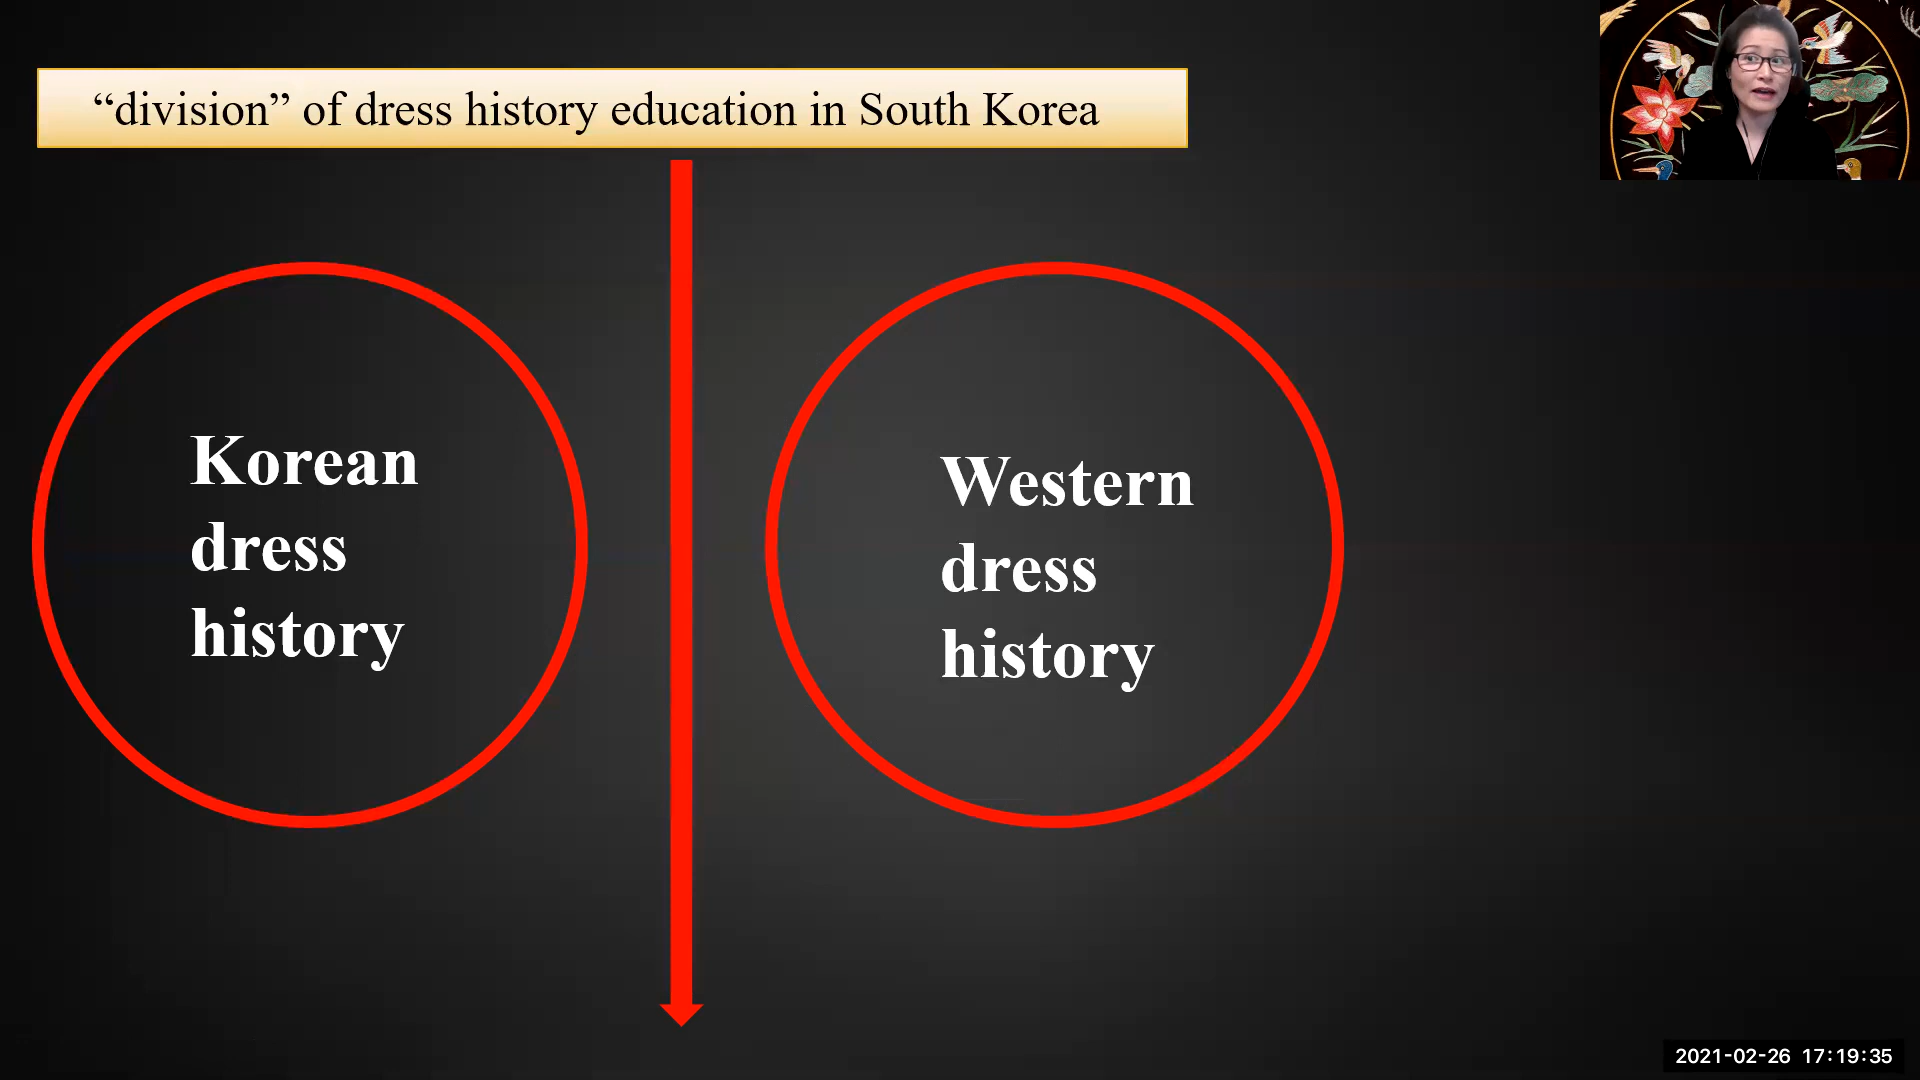 “division” of dress history education in South Korea
Korean
dress
history
Western
dress
history
2021-02-26 17:19:35